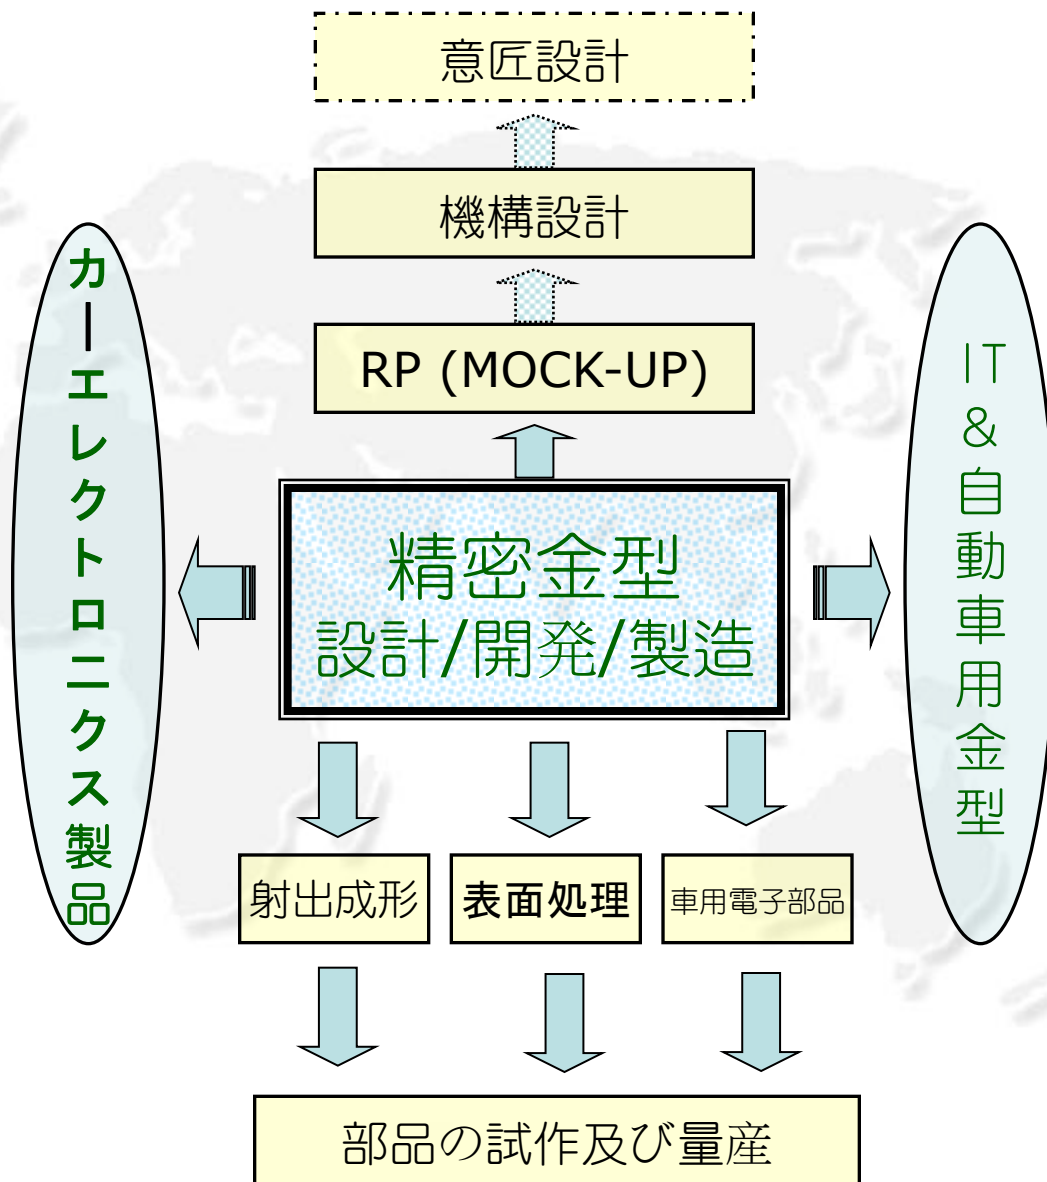 意匠設計
機構設計
RP (MOCK-UP)
カーエレクトロニクス製品
IT&自動車用金型
精密金型
設計/開発/製造
射出成形
表面処理
車用電子部品
部品の試作及び量産